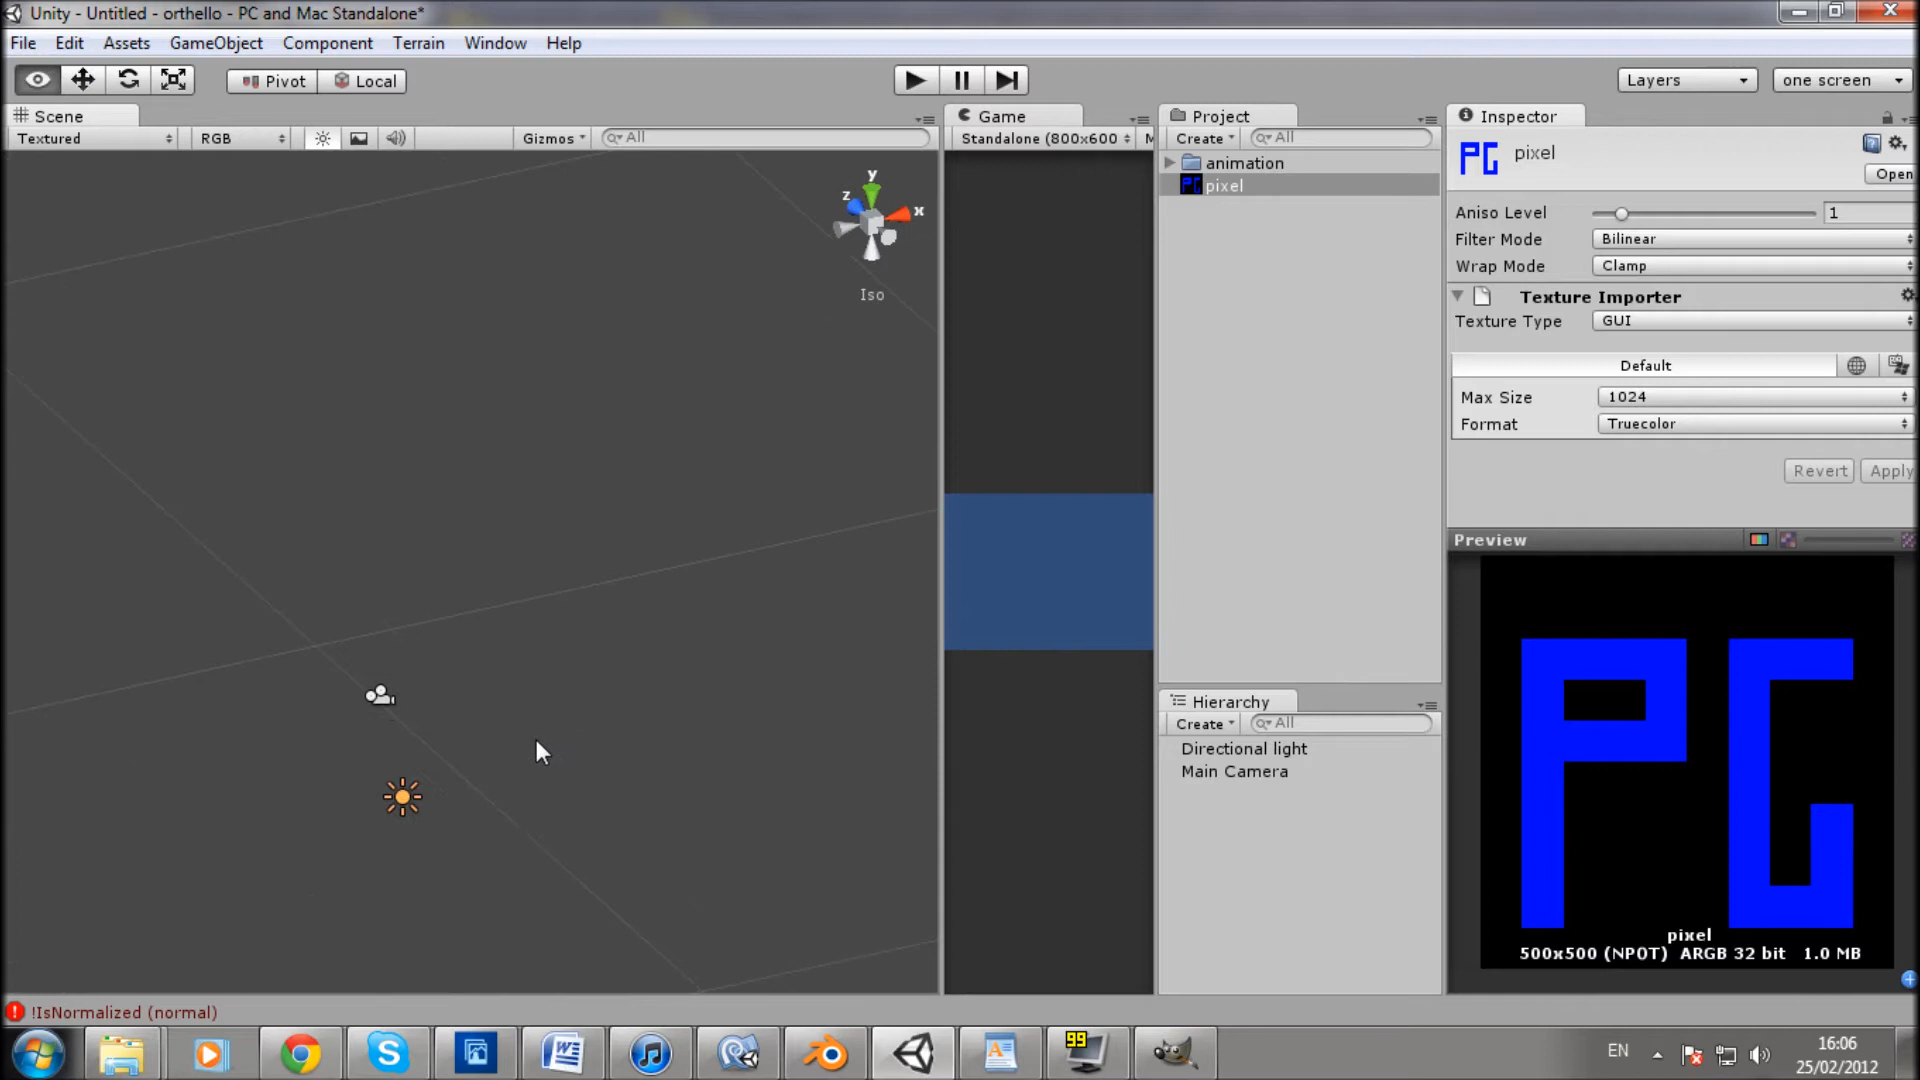 Unity - Untitled - orthello - PC and Mac Standalone*
File Edit Assets GameObject Component Terrain Window Help
Pivot Local
Layers one screen
Scene
Game
Project
Inspector
Textured RGB Gizmos All
Standalone (800x600
Create All
animation
pixel
pixel
Open
Aniso Level 1
Filter Mode Bilinear
Wrap Mode Clamp
Texture Importer
Texture Type GUI
Default
Max Size 1024
Format Truecolor
Revert Apply
y
z
x
Iso
Preview
PG
pixel
500x500 (NPOT) ARGB 32 bit 1.0 MB
Hierarchy
Create All
Directional light
Main Camera
!IsNormalized (normal)
99
EN
16:06
25/02/2012